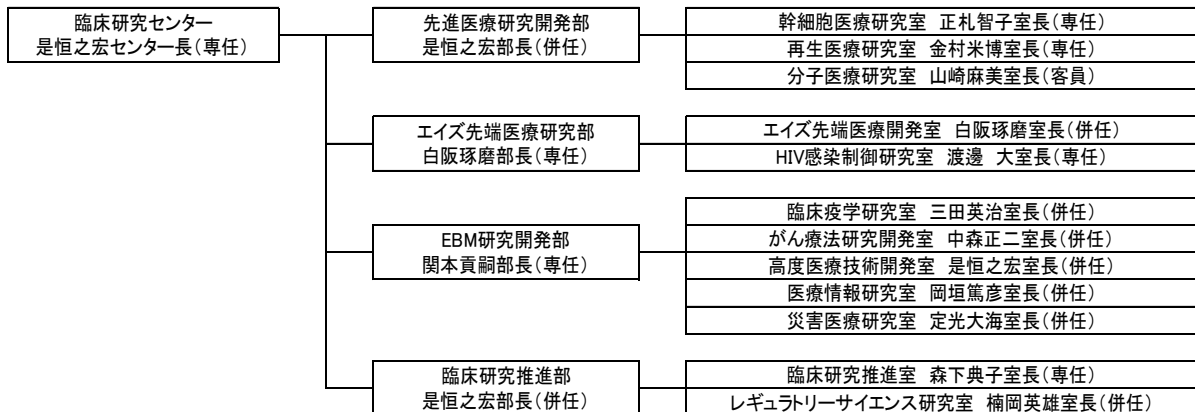 臨床研究センター
是恒之宏センター長(専任)
先進医療研究開発部
是恒之宏部長(併任)
幹細胞医療研究室 正札智子室長(専任)
再生医療研究室 金村米博室長(専任)
分子医療研究室 山崎麻美室長(客員)
エイズ先端医療研究部
白阪琢磨部長(専任)
エイズ先端医療開発室 白阪琢磨室長(併任)
HIV感染制御研究室 渡邊 大室長(専任)
EBM研究開発部
関本貢嗣部長(専任)
臨床疫学研究室 三田英治室長(併任)
がん療法研究開発室 中森正二室長(併任)
高度医療技術開発室 是恒之宏室長(併任)
医療情報研究室 岡垣篤彦室長(併任)
災害医療研究室 定光大海室長(併任)
臨床研究推進部
是恒之宏部長(併任)
臨床研究推進室 森下典子室長(専任)
レギュラトリーサイエンス研究室 楠岡英雄室長(併任)